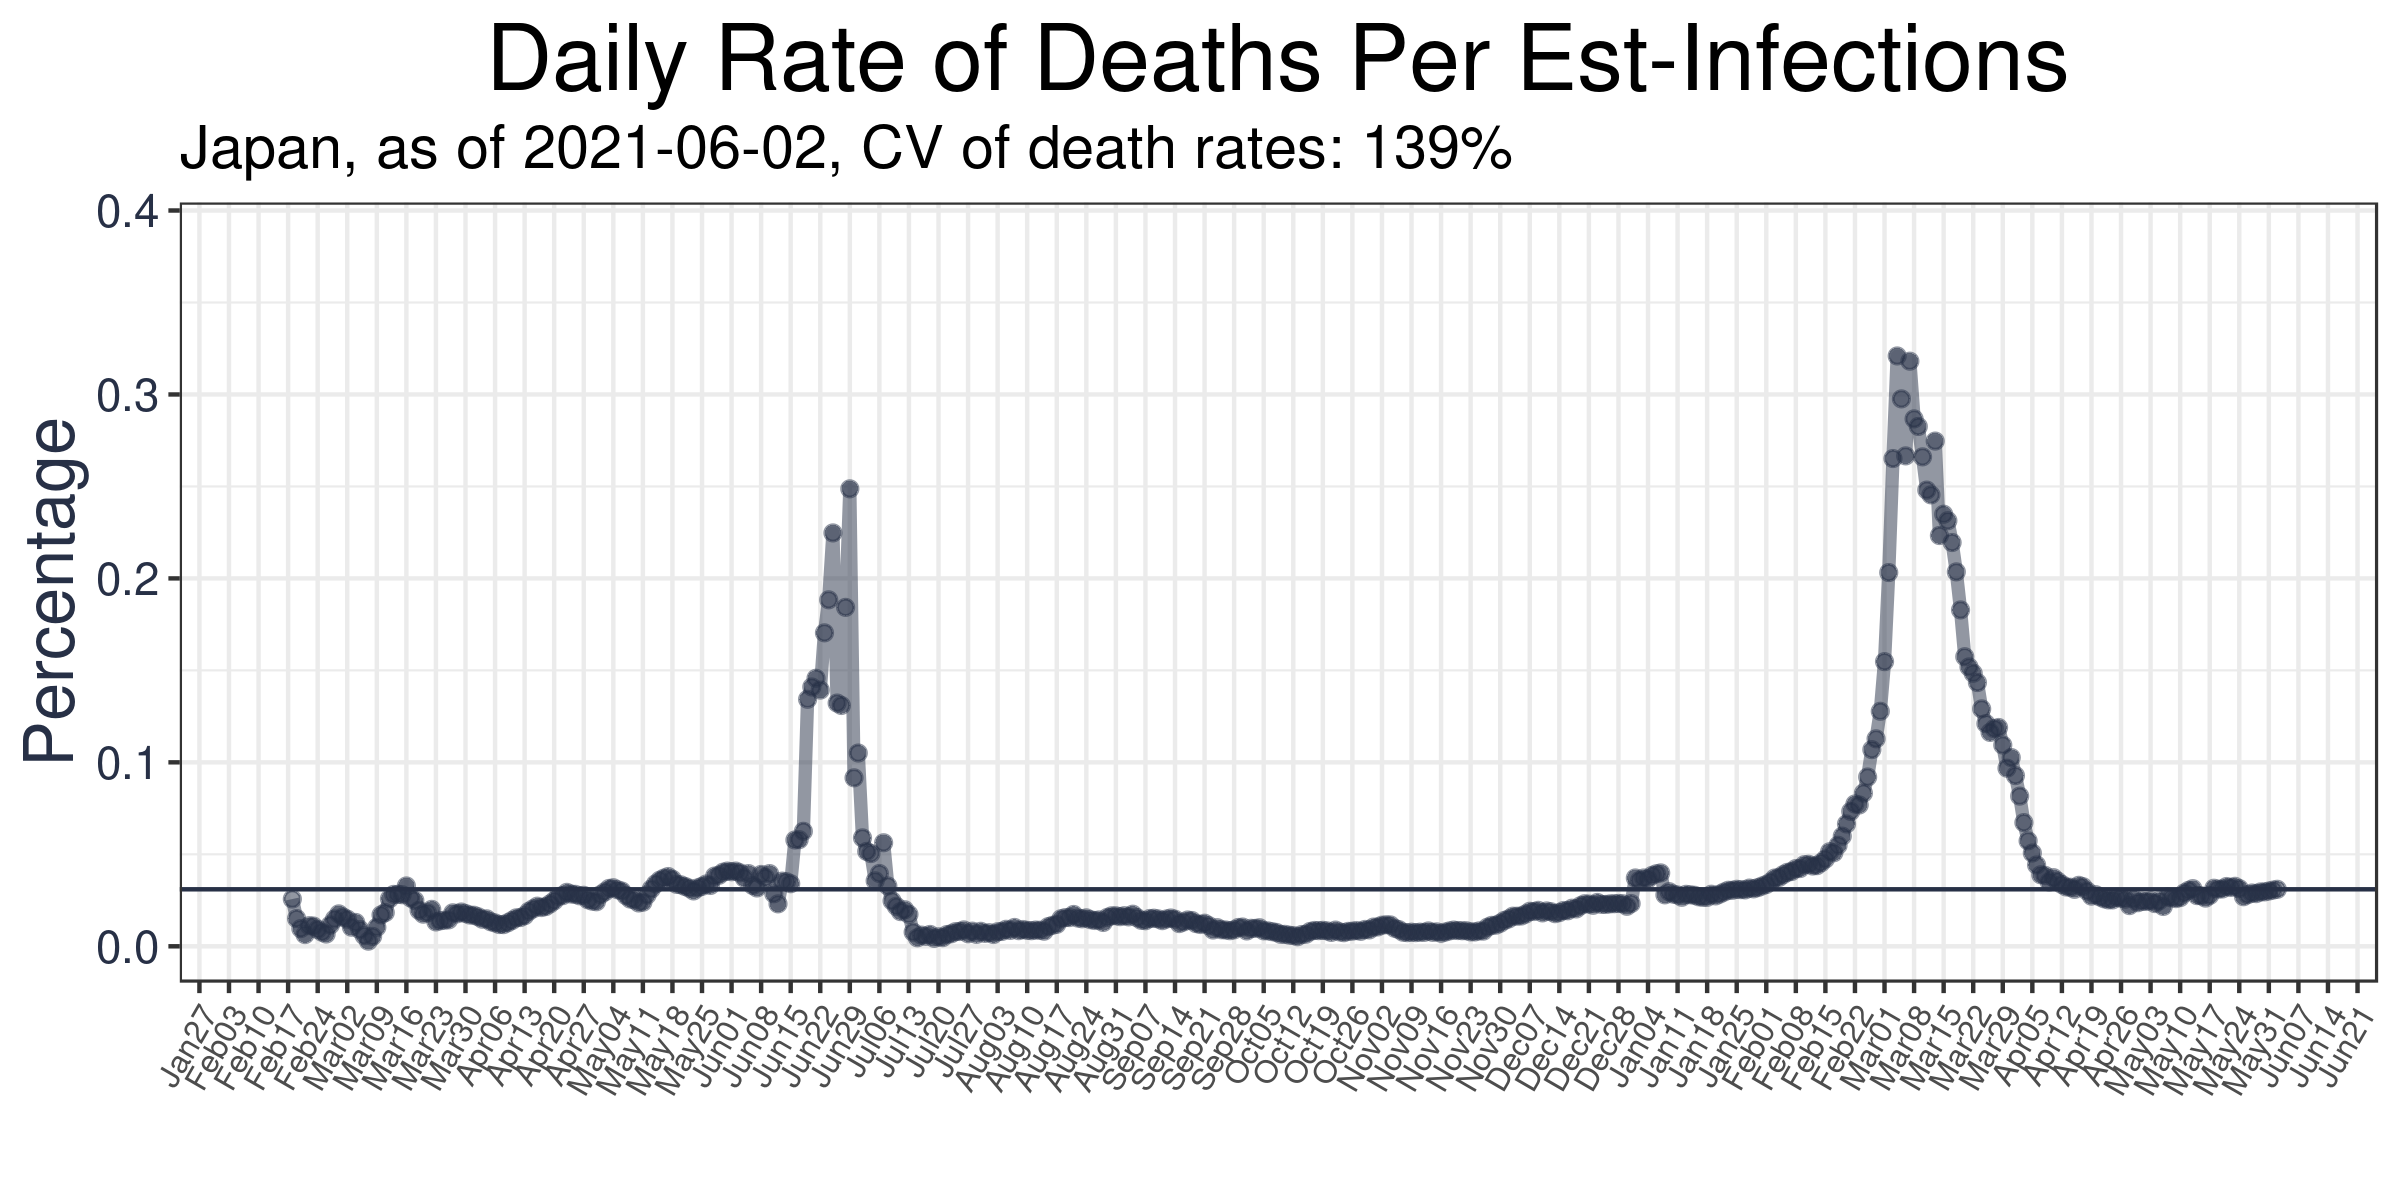 Daily Rate of Deaths Per Est-Infections
Japan, as of 2021-06-02, CV of death rates: 139%
0.4
0.3
0.2
0.1
0.0
Percentage
Jan27
Feb03
Feb10
Feb17
Feb24
Mar02
Mar09
Mar16
Mar23
Mar30
Apr06
Apr13
Apr20
Apr27
May04
May11
May18
May25
Jun01
Jun08
Jun15
Jun22
Jun29
Jul06
Jul13
Jul20
Jul27
Aug03
Aug10
Aug17
Aug24
Aug31
Sep07
Sep14
Sep21
Sep28
Oct05
Oct12
Oct19
Oct26
Nov02
Nov09
Nov16
Nov23
Nov30
Dec07
Dec14
Dec21
Dec28
Jan04
Jan11
Jan18
Jan25
Feb01
Feb08
Feb15
Feb22
Mar01
Mar08
Mar15
Mar22
Mar29
Apr05
Apr12
Apr19
Apr26
May03
May10
May17
May24
May31
Jun07
Jun14
Jun21